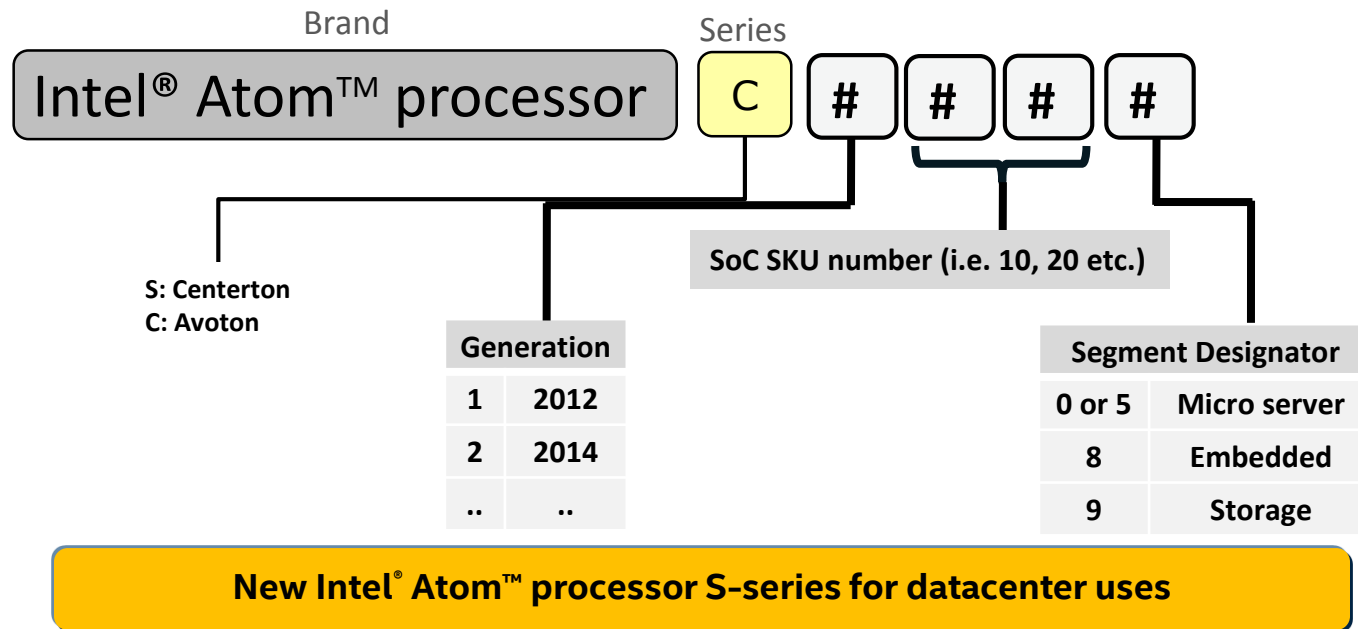 Brand
Series
Intel® Atom™ processor
C
#
#
#
#
SoC SKU number (i.e. 10, 20 etc.)
S: Centerton
C: Avoton
Generation
1 2012
2 2014
.. ..
Segment Designator
0 or 5 Micro server
8 Embedded
9 Storage
New Intel® Atom™ processor S-series for datacenter uses